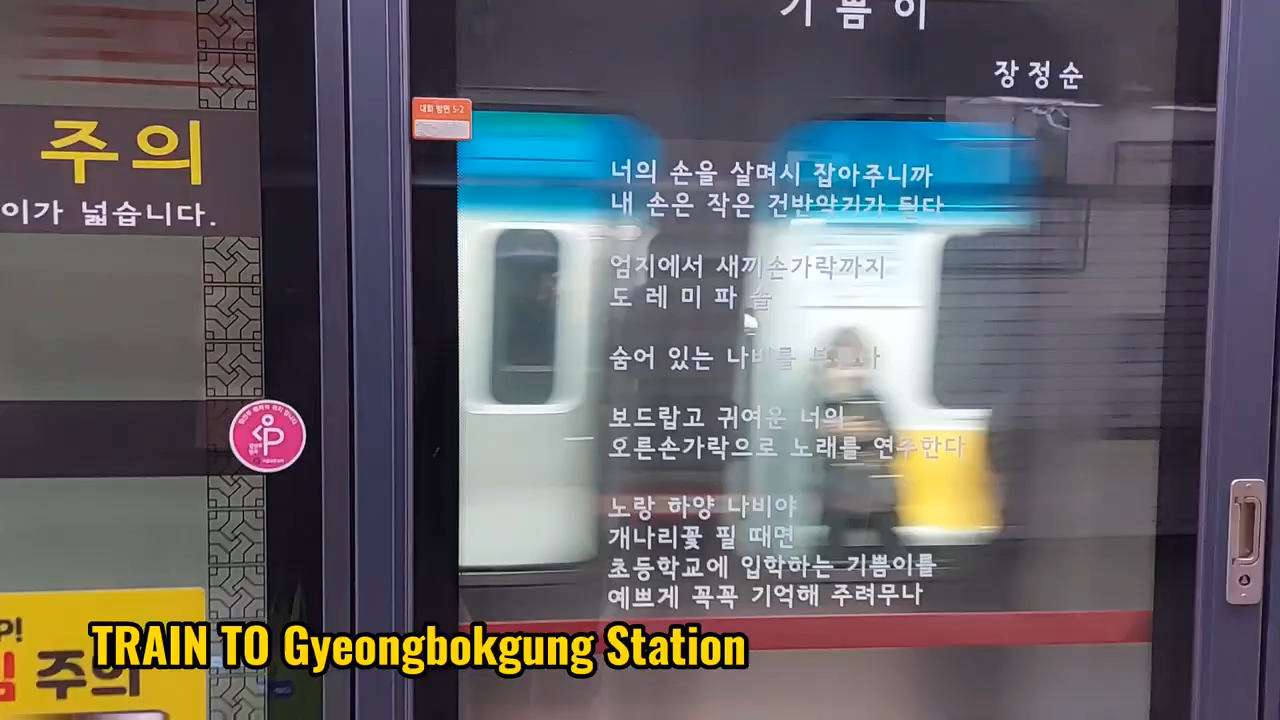 기쁨이
장정순
대화 방면 5-2
주의
이가 넓습니다.
너의 손을 살며시 잡아주니까
내 손은 작은 건반악기가 된다
엄지에서 새끼손가락까지
도 레 미 파 솔
숨어 있는 나비를
보드랍고 귀여운 너의
오른손가락으로 노래를 연주한다
노랑 하양 나비야
개나리꽃 필 때면
초등학교에 입학하는 기쁨이를
예쁘게 꼭꼭 기억해 주려무나
P!
주의
TRAIN TO Gyeongbokgung Station